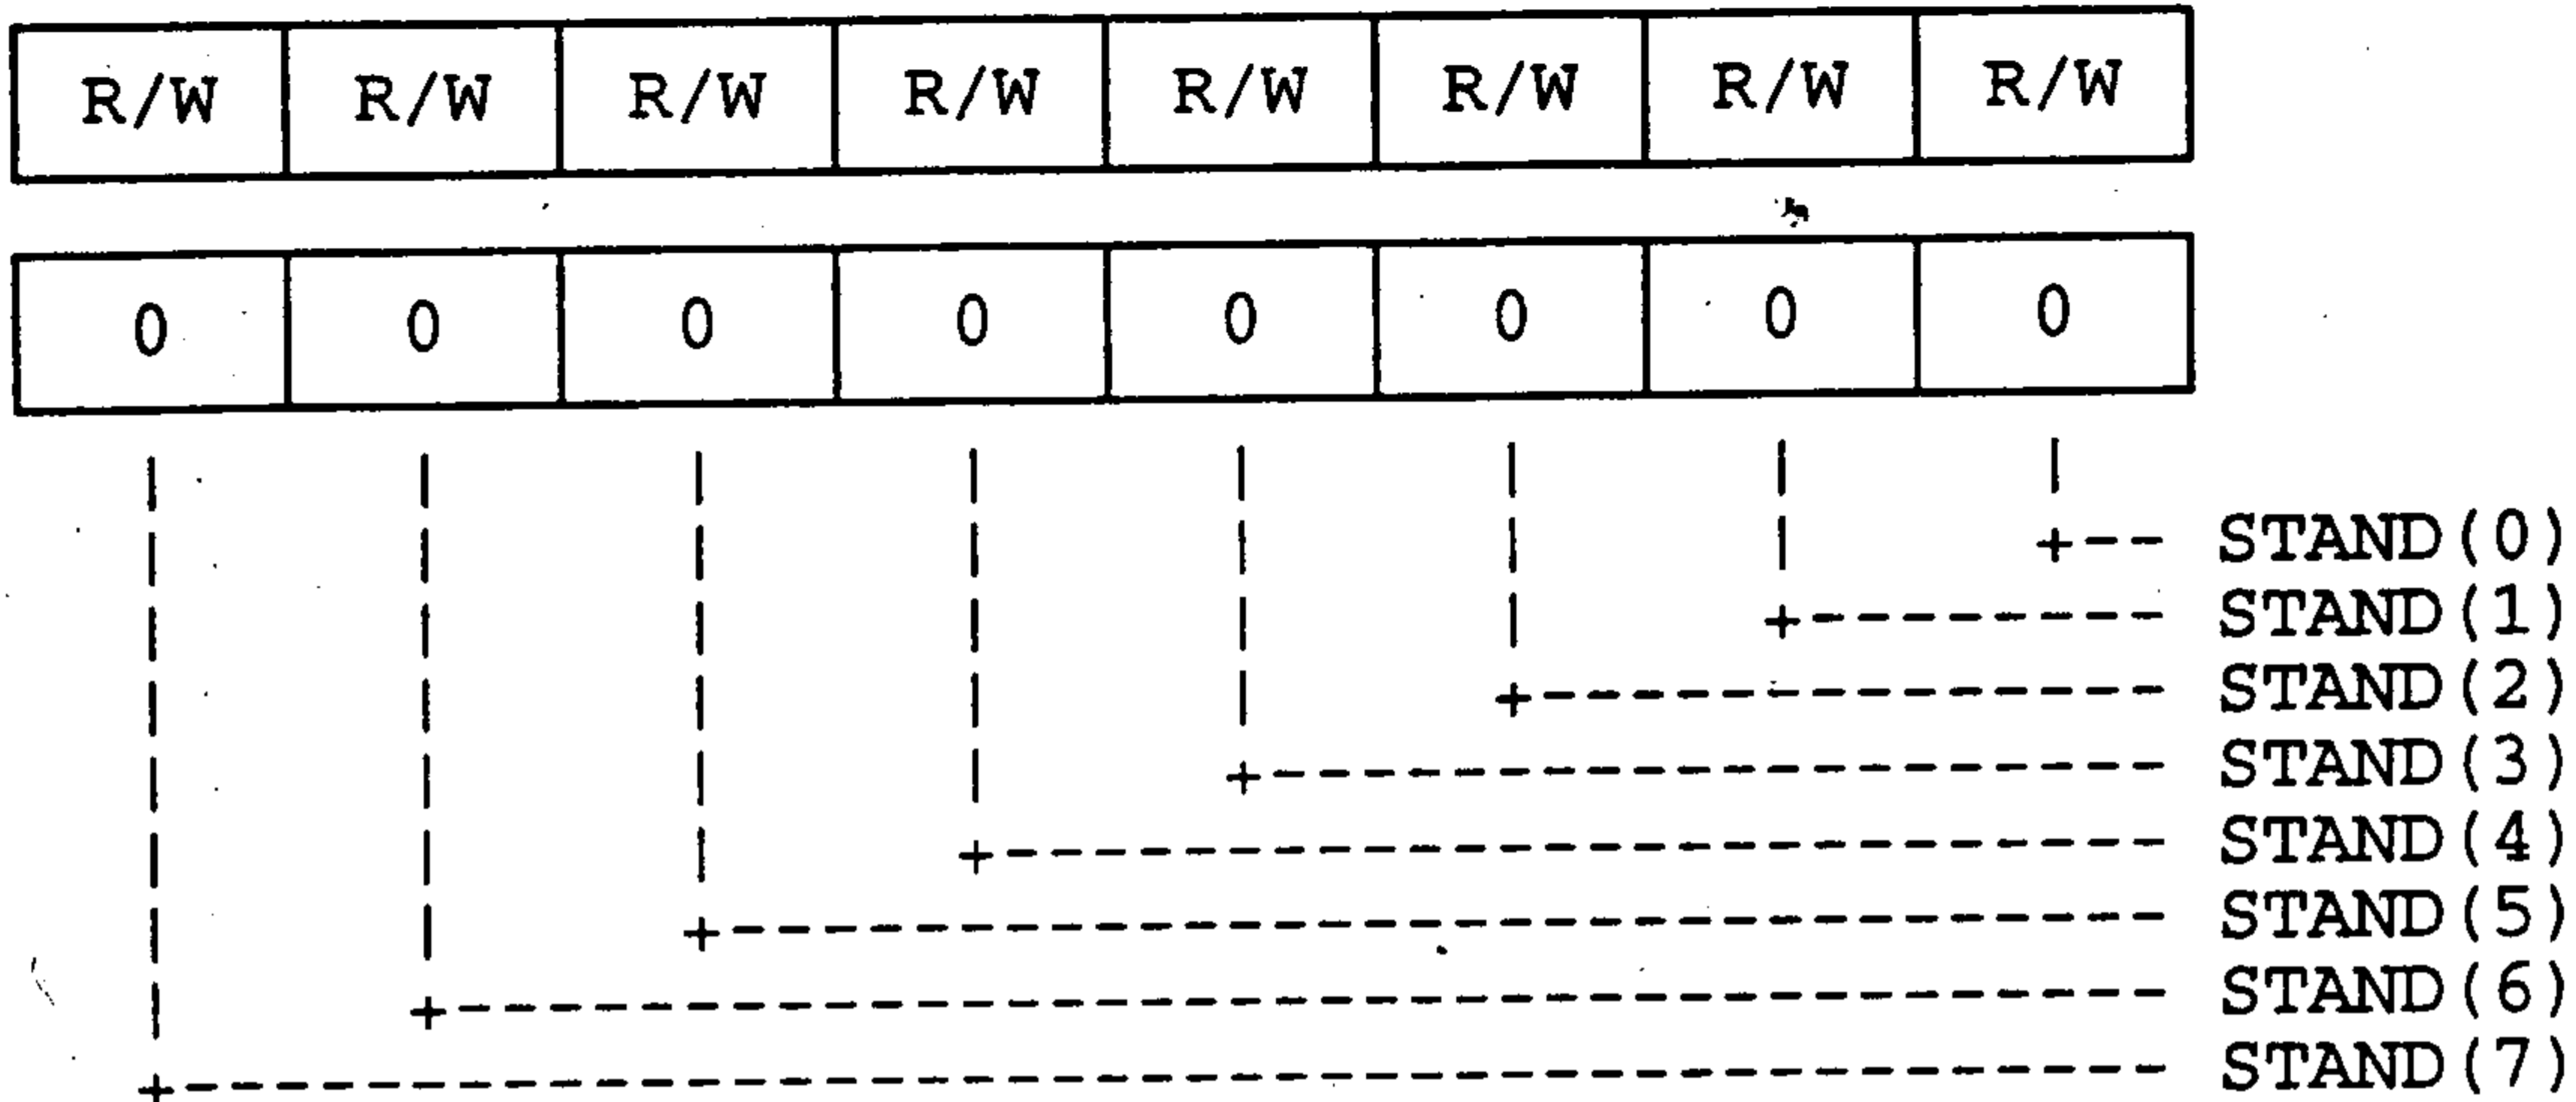 R/W R/W R/W R/W R/W R/W R/W R/W
0 0 0 0 0 0 0 0
STAND(0)
STAND(1)
STAND(2)
STAND(3)
STAND(4)
STAND(5)
STAND(6)
STAND(7)